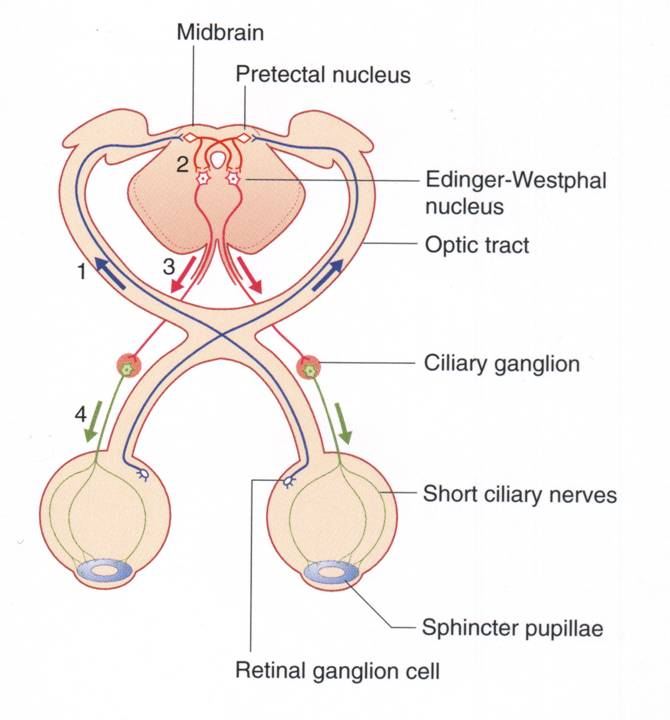 Midbrain
Pretectal nucleus
2
Edinger-Westphal
nucleus
Optic tract
1
3
Ciliary ganglion
4
Short ciliary nerves
Sphincter pupillae
Retinal ganglion cell